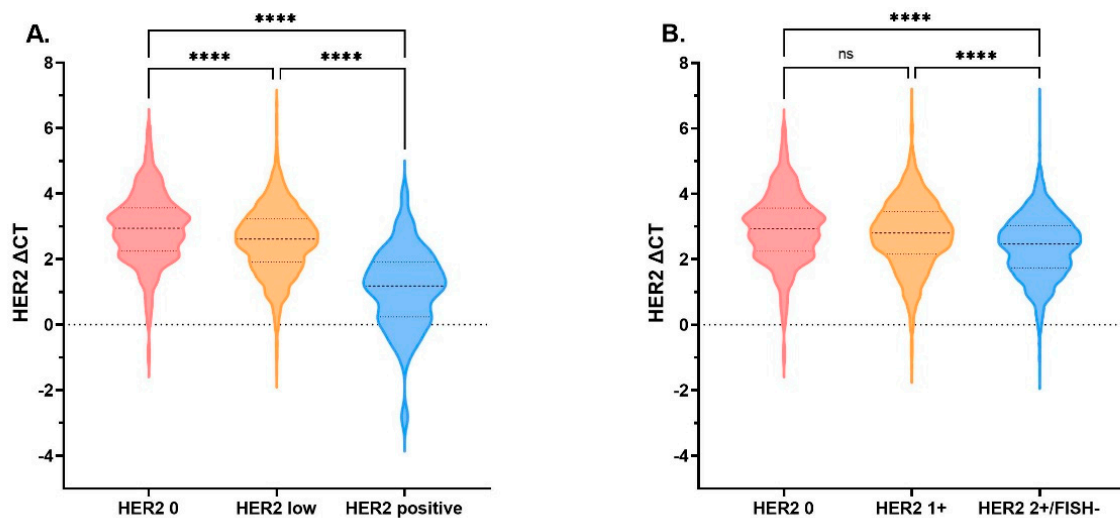 A.
****
**** ****
8
6
4
2
0
-2
-4
HER2 ΔCT
HER2 0 HER2 low HER2 positive
B.
****
ns ****
8
6
4
2
0
-2
-4
HER2 ΔCT
HER2 0 HER2 1+ HER2 2+/FISH-